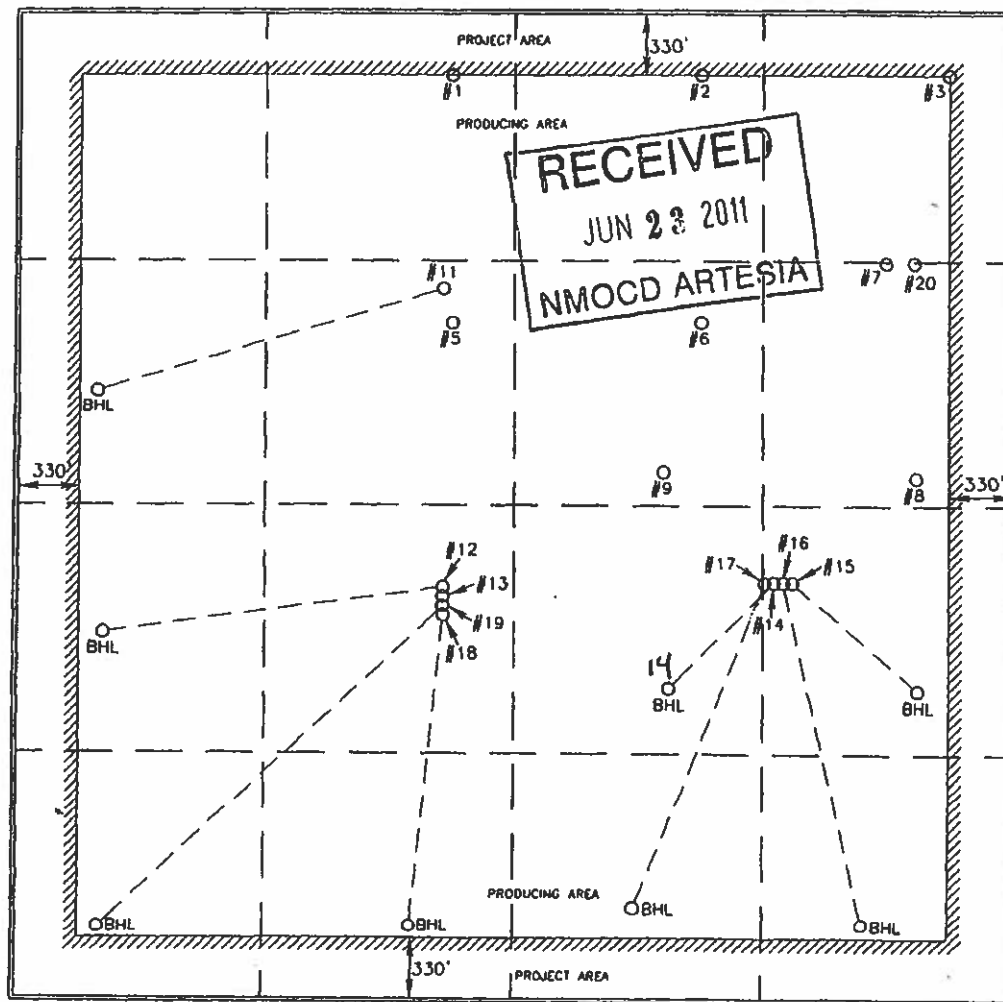 PROJECT AREA
330'
#1
#2
#3
PRODUCING AREA
RECEIVED
JUN 23 2011
NMOCD ARTESIA
#11
#7
#20
#5
#6
BHL
330'
#9
#8
330'
#12
#13
#19
#18
#17
#16
#15
#14
BHL
14
BHL
BHL
PRODUCING AREA
BHL
BHL
BHL
BHL
330'
PROJECT AREA